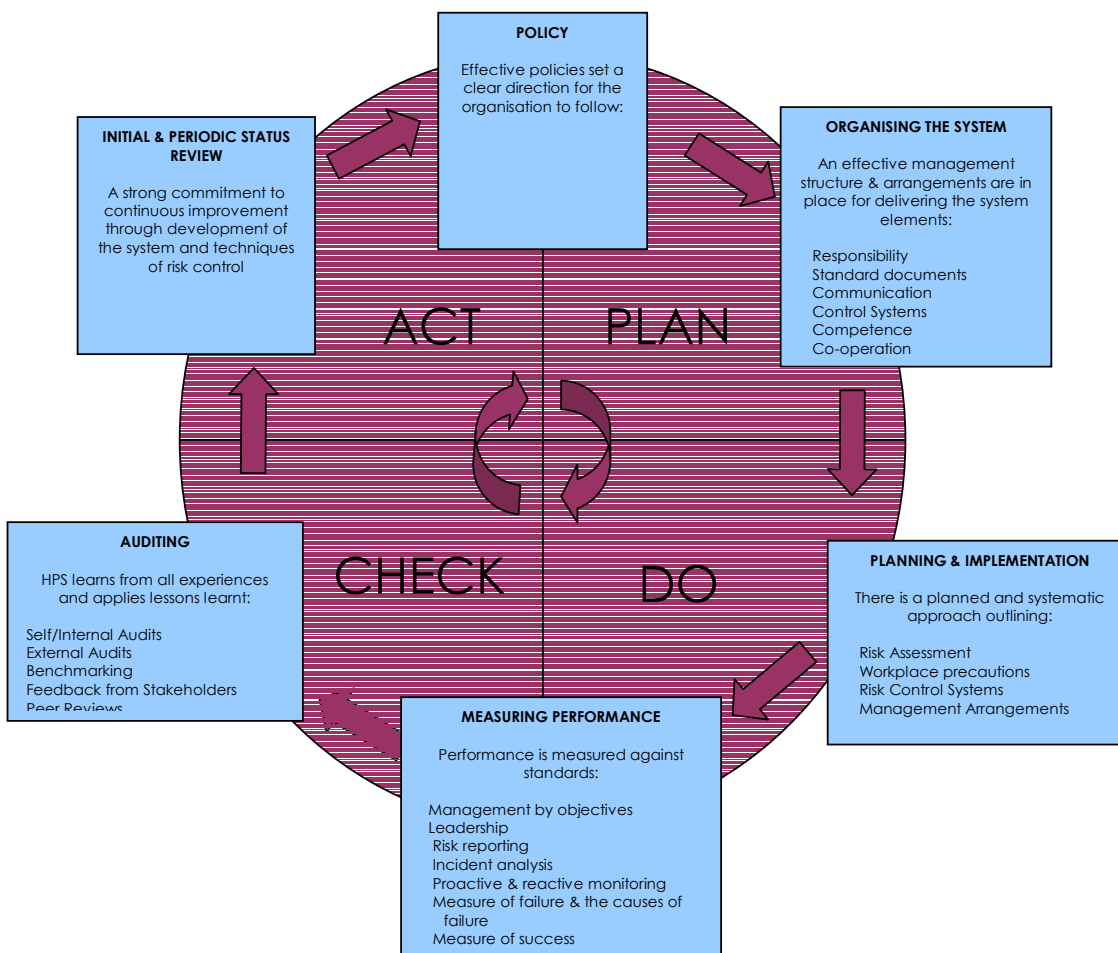 POLICY
Effective policies set a
clear direction for the
organisation to follow:
ORGANISING THE SYSTEM
An effective management
structure & arrangements are in
place for delivering the system
elements:
Responsibility
Standard documents
Communication
Control Systems
Competence
Co-operation
INITIAL & PERIODIC STATUS
REVIEW
A strong commitment to
continuous improvement
through development of
the system and techniques
of risk control
ACT
PLAN
CHECK
DO
AUDITING
HPS learns from all experiences
and applies lessons learnt:
Self/Internal Audits
External Audits
Benchmarking
Feedback from Stakeholders
Peer Reviews
PLANNING & IMPLEMENTATION
There is a planned and systematic
approach outlining:
Risk Assessment
Workplace precautions
Risk Control Systems
Management Arrangements
MEASURING PERFORMANCE
Performance is measured against
standards:
Management by objectives
Leadership
Risk reporting
Incident analysis
Proactive & reactive monitoring
Measure of failure & the causes of
failure
Measure of success